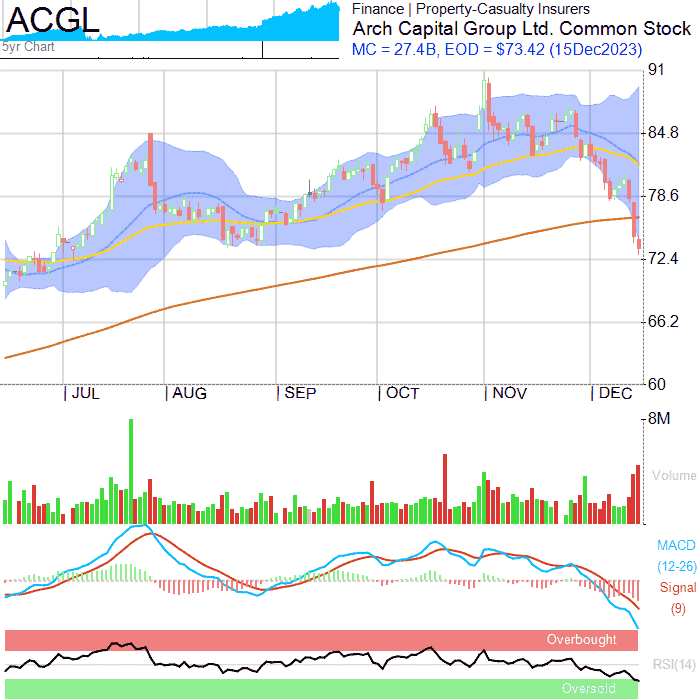 ACGL
5yr Chart
Finance | Property-Casualty Insurers
Arch Capital Group Ltd. Common Stock
MC = 27.4B, EOD = $73.42 (15Dec2023)
91
84.8
78.6
72.4
66.2
60
| JUL | AUG | SEP | OCT | NOV | DEC
8M
Volume
MACD
(12-26)
Signal
(9)
Overbought
RSI(14)
Oversold